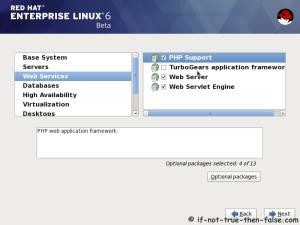 RED HAT
ENTERPRISE LINUX 6
Beta
Base System
Servers
Web Services
Databases
High Availability
Virtualization
Desktops
PHP Support
TurboGears application framewor
Web Server
Web Servlet Engine
PHP web application framework.
Optional packages selected: 4 of 13
Optional packages
Back
Next
© if-not-true-then-false.com